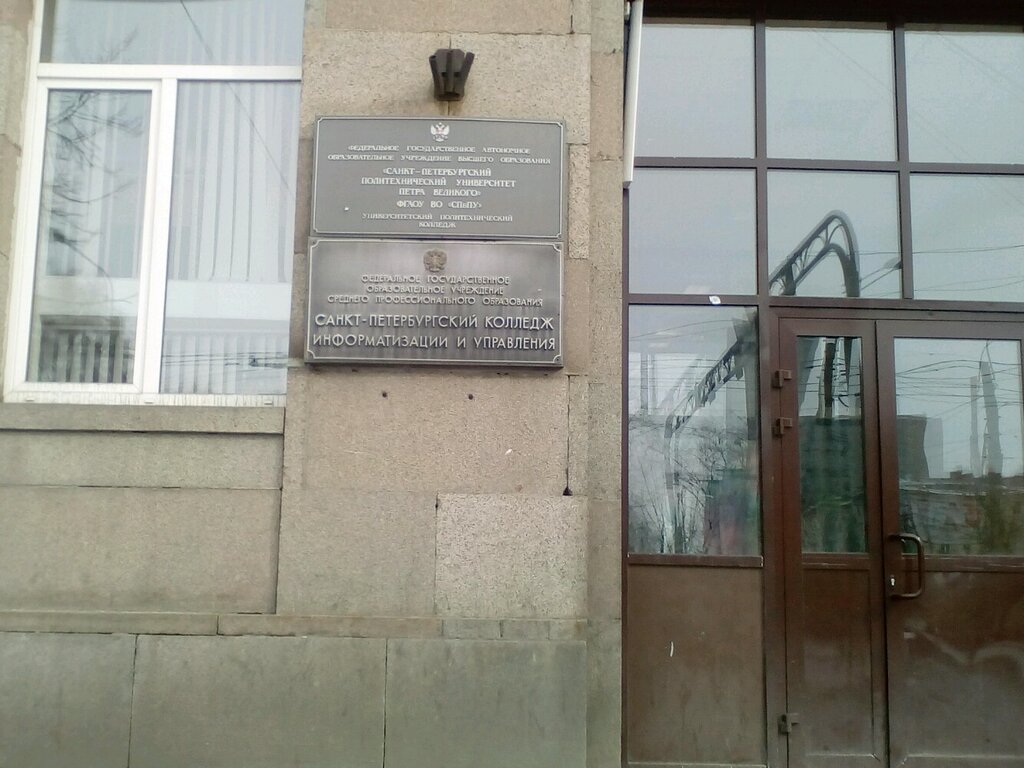 ФЕДЕРАЛЬНОЕ ГОСУДАРСТВЕННОЕ АВТОНОМНОЕ
ОБРАЗОВАТЕЛЬНОЕ УЧРЕЖДЕНИЕ ВЫСШЕГО ОБРАЗОВАНИЯ
«САНКТ-ПЕТЕРБУРГСКИЙ
ПОЛИТЕХНИЧЕСКИЙ УНИВЕРСИТЕТ
ПЕТРА ВЕЛИКОГО»
ФГАОУ ВО «СПбПУ»
УНИВЕРСИТЕТСКИЙ ПОЛИТЕХНИЧЕСКИЙ
КОЛЛЕДЖ
ФЕДЕРАЛЬНОЕ ГОСУДАРСТВЕННОЕ
ОБРАЗОВАТЕЛЬНОЕ УЧРЕЖДЕНИЕ
СРЕДНЕГО ПРОФЕССИОНАЛЬНОГО ОБРАЗОВАНИЯ
САНКТ-ПЕТЕРБУРГСКИЙ КОЛЛЕДЖ
ИНФОРМАТИЗАЦИИ И УПРАВЛЕНИЯ